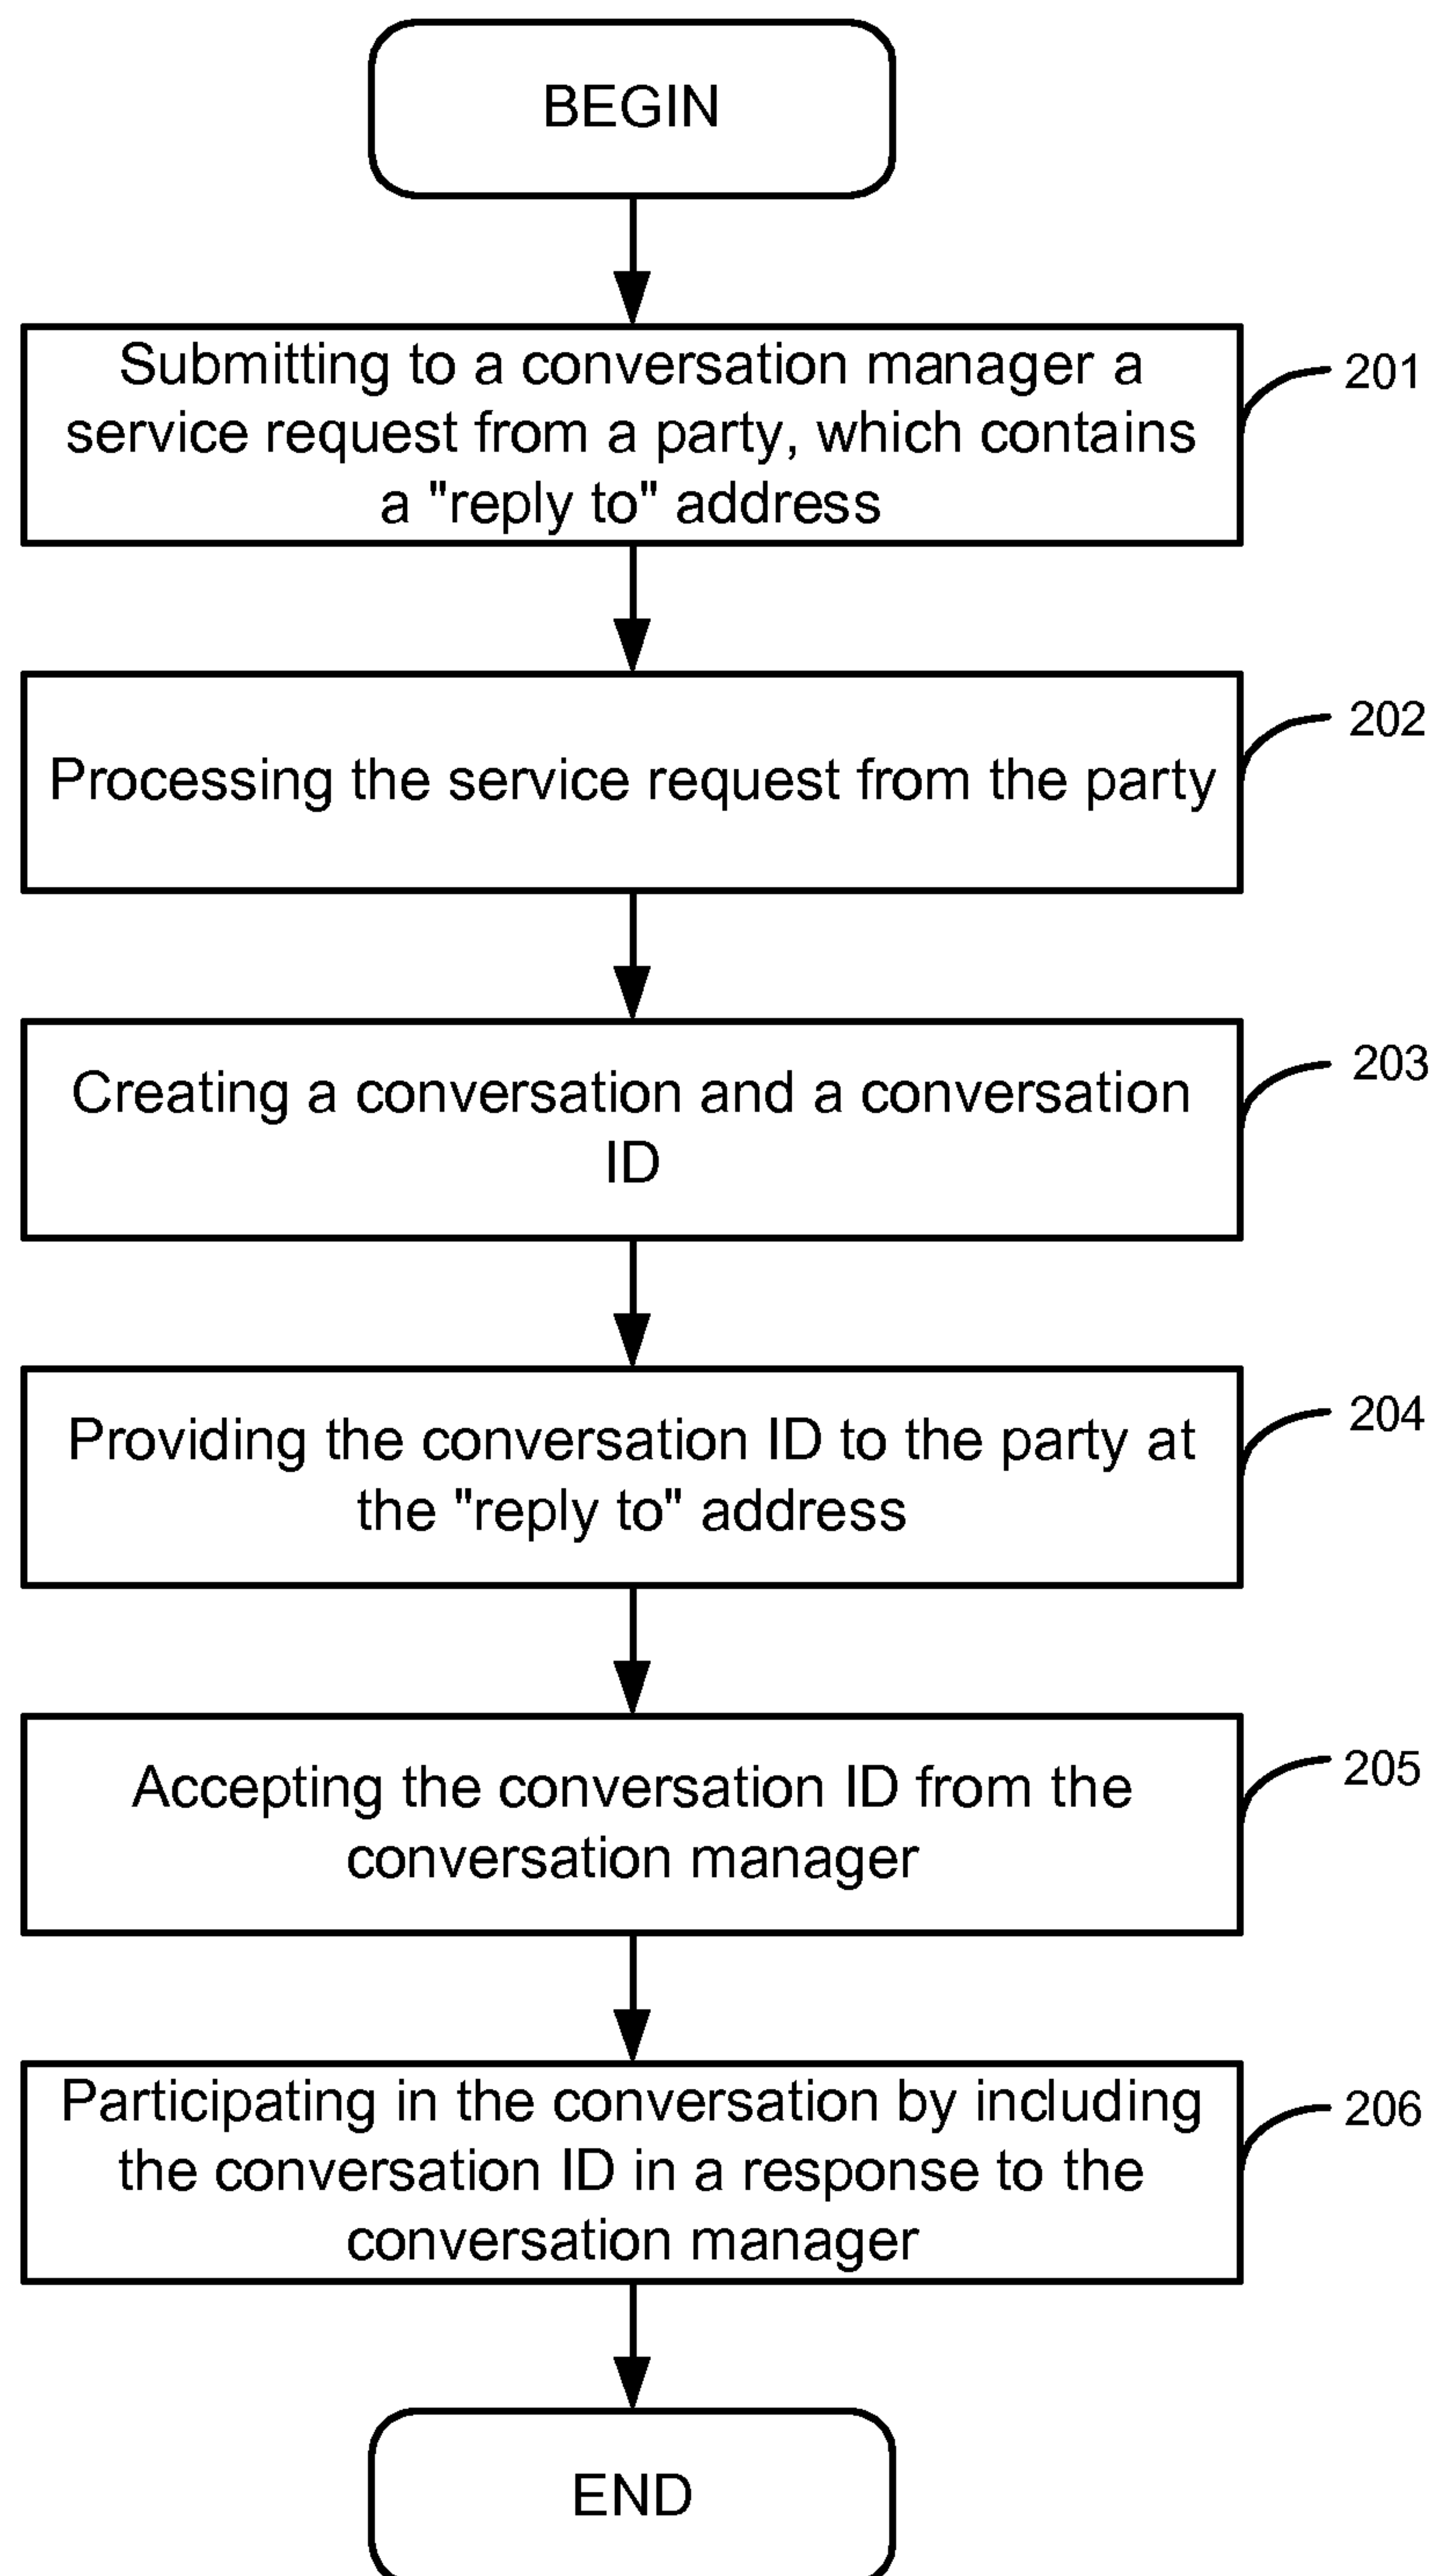 BEGIN
Submitting to a conversation manager a
service request from a party, which contains
a "reply to" address
201
Processing the service request from the party
202
Creating a conversation and a conversation
ID
203
Providing the conversation ID to the party at
the "reply to" address
204
Accepting the conversation ID from the
conversation manager
205
Participating in the conversation by including
the conversation ID in a response to the
conversation manager
206
END